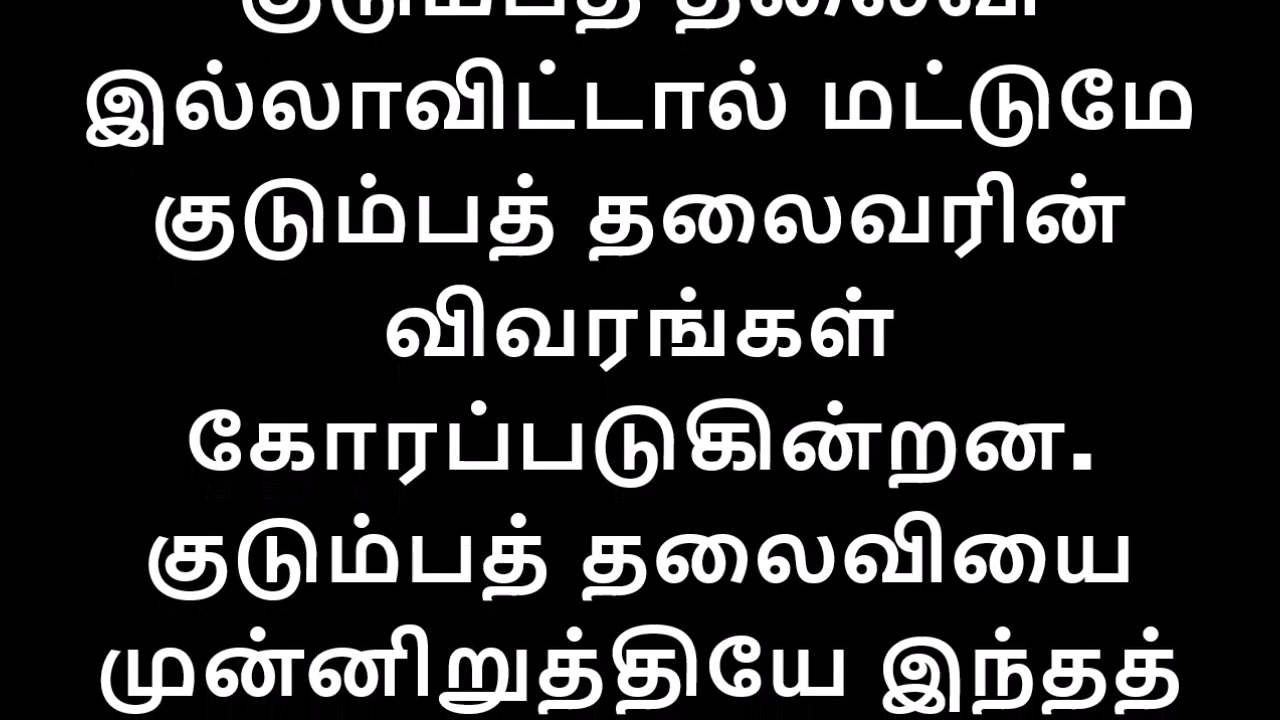 குடும்பத் தலைவி
இல்லாவிட்டால் மட்டுமே
குடும்பத் தலைவரின்
விவரங்கள்
கோரப்படுகின்றன.
குடும்பத் தலைவியை
முன்னிறுத்தியே இந்தத்